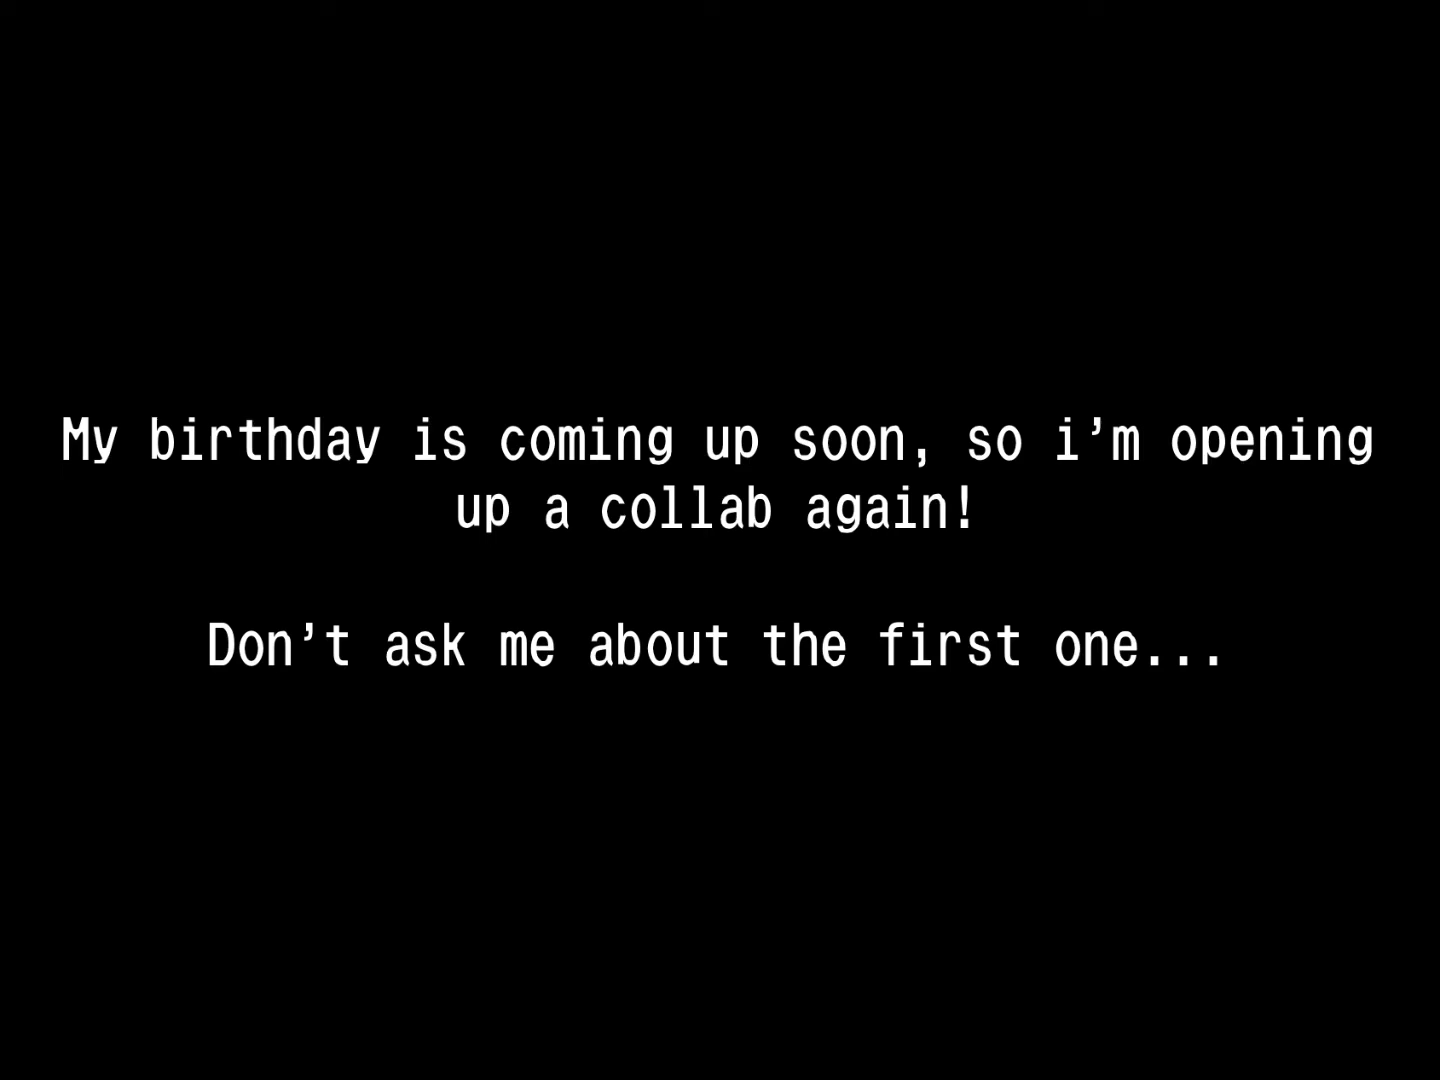 My birthday is coming up soon, so i'm opening
up a collab again!
Don't ask me about the first one...